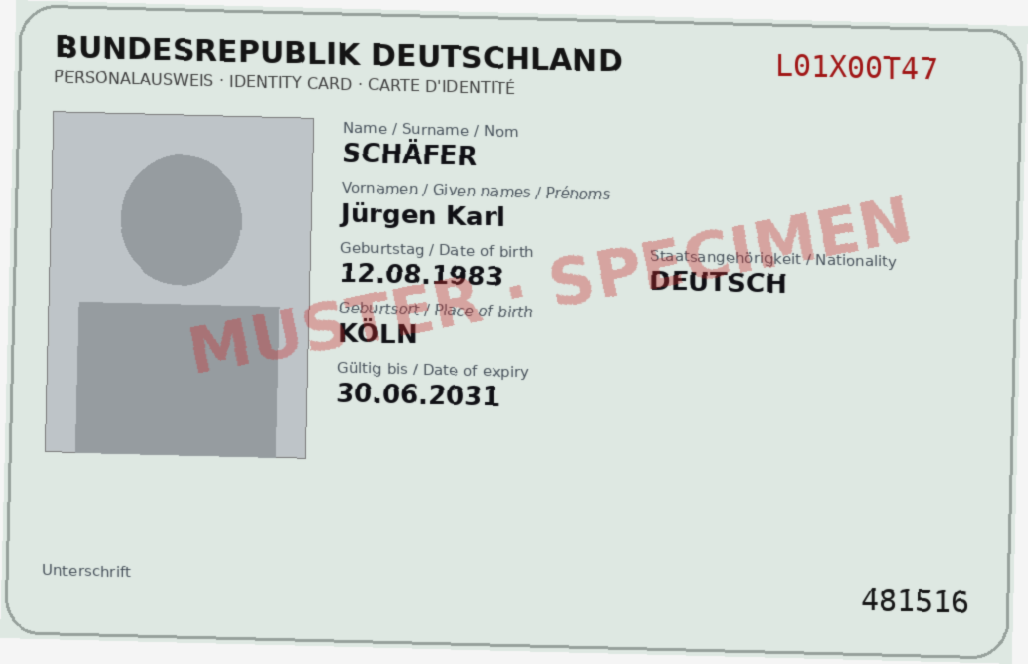 BUNDESREPUBLIK DEUTSCHLAND
L01X00T47
PERSONALAUSWEIS · IDENTITY CARD · CARTE D'IDENTITÉ
Name / Surname / Nom
SCHÄFER
Vornamen / Given names / Prénoms
Jürgen Karl
Geburtstag / Date of birth
12.08.1983
Staatsangehörigkeit / Nationality
DEUTSCH
Geburtsort / Place of birth
KÖLN
Gültig bis / Date of expiry
30.06.2031
MUSTER · SPECIMEN
Unterschrift
481516